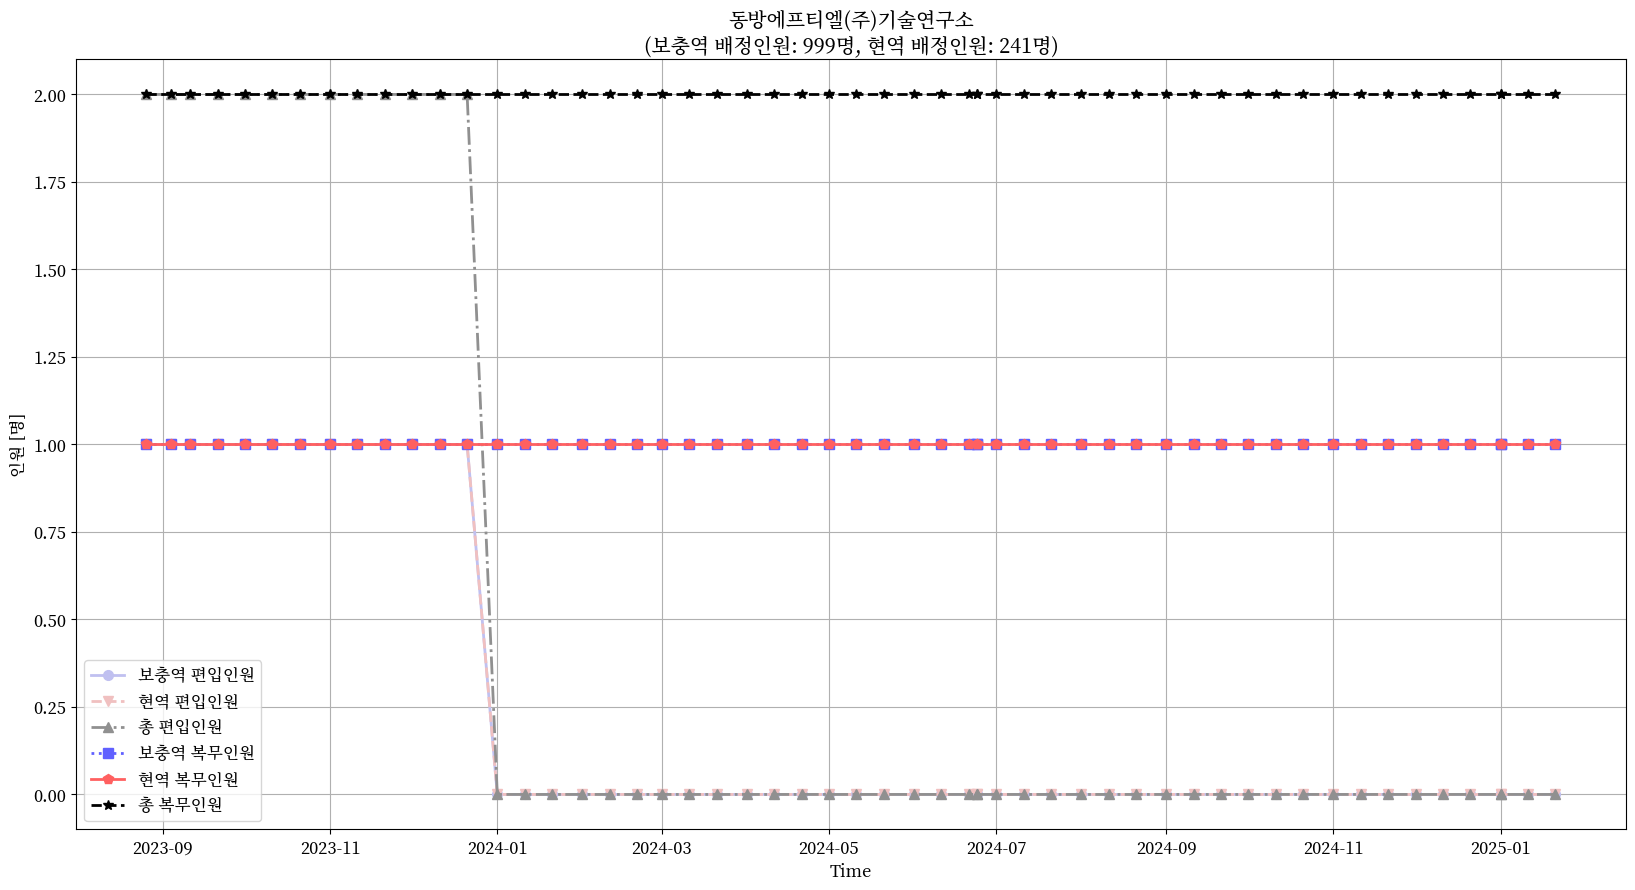 동방에프티엘(주)기술연구소
(보충역 배정인원: 999명, 현역 배정인원: 241명)
2.00
1.75
1.50
1.25
1.00
0.75
0.50
0.25
0.00
인원 [명]
보충역 편입인원
현역 편입인원
총 편입인원
보충역 복무인원
현역 복무인원
총 복무인원
2023-09
2023-11
2024-01
2024-03
2024-05
2024-07
2024-09
2024-11
2025-01
Time